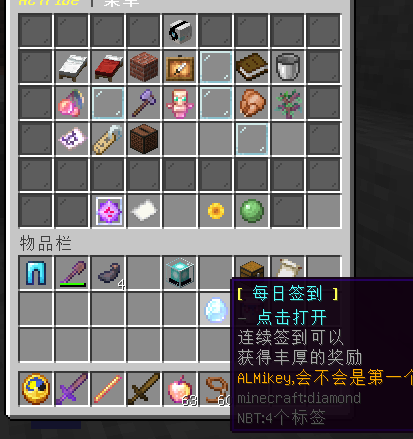 菜单
物品栏
4
[ 每日签到 ]
- 点击打开
连续签到可以
获得丰厚的奖励
ALMikey,会不会是第一个
minecraft:diamond
NBT:4个标签
63